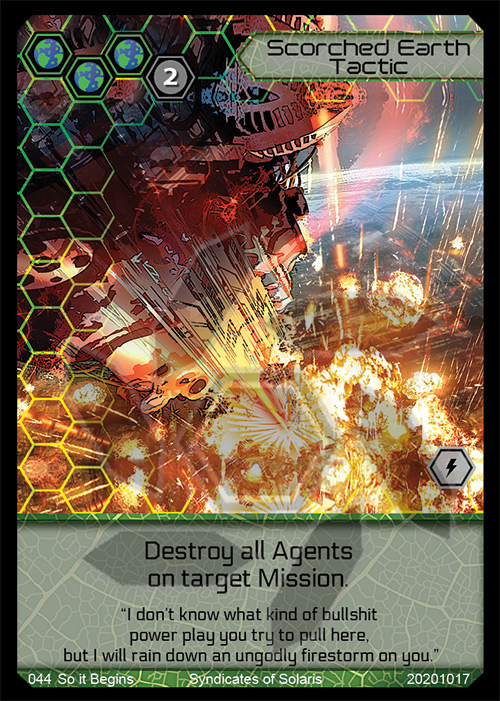 Scorched Earth
Tactic
2
Destroy all Agents
on target Mission.
“I don’t know what kind of bullshit
power play you try to pull here,
but I will rain down an ungodly firestorm on you.”
044 So it Begins Syndicates of Solaris 20201017